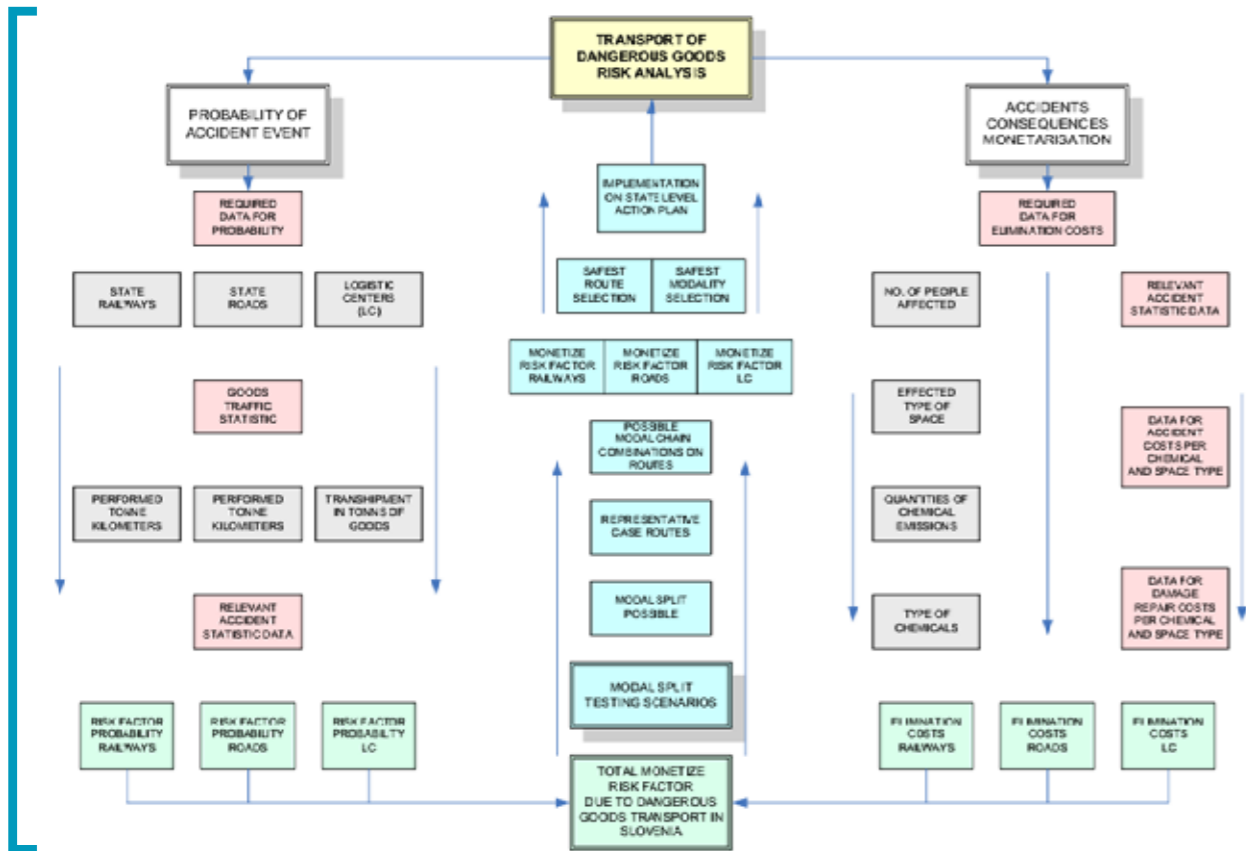 TRANSPORT OF
DANGEROUS GOODS
RISK ANALYSIS
PROBABILITY OF
ACCIDENT EVENT
ACCIDENTS
CONSEQUENCES
MONETARISATION
REQUIRED
DATA FOR
PROBABILITY
IMPLEMENTATION
ON STATE LEVEL
ACTION PLAN
REQUIRED
DATA FOR
ELIMINATION COSTS
STATE
RAILWAYS
STATE
ROADS
LOGISTIC
CENTERS
(LC)
SAFEST
ROUTE
SELECTION
SAFEST
MODALITY
SELECTION
NO. OF PEOPLE
AFFECTED
RELEVANT
ACCIDENT
STATISTIC DATA
MONETIZE
RISK FACTOR
RAILWAYS
MONETIZE
RISK FACTOR
ROADS
MONETIZE
RISK FACTOR
LC
GOODS
TRAFFIC
STATISTIC
EFFECTED
TYPE OF
SPACE
POSSIBLE
MODAL CHAIN
COMBINATIONS ON
ROUTES
DATA FOR
ACCIDENT
COSTS PER
CHEMICAL
AND SPACE TYPE
PERFORMED
TONNE
KILOMETERS
PERFORMED
TONNE
KILOMETERS
TRANSHIPMENT
IN TONNS OF
GOODS
REPRESENTATIVE
CASE ROUTES
QUANTITIES OF
CHEMICAL
EMISSIONS
RELEVANT
ACCIDENT
STATISTIC DATA
MODAL SPLIT
POSSIBLE
TYPE OF
CHEMICALS
DATA FOR
DAMAGE
REPAIR COSTS
PER CHEMICAL
AND SPACE TYPE
MODAL SPLIT
TESTING SCENARIOS
RISK FACTOR
PROBABILITY
RAILWAYS
RISK FACTOR
PROBABILITY
ROADS
RISK FACTOR
PROBABILTY
LC
ELIMINATION
COSTS
RAILWAYS
ELIMINATION
COSTS
ROADS
ELIMINATION
COSTS
LC
TOTAL MONETIZE
RISK FACTOR
DUE TO DANGEROUS
GOODS TRANSPORT IN
SLOVENIA